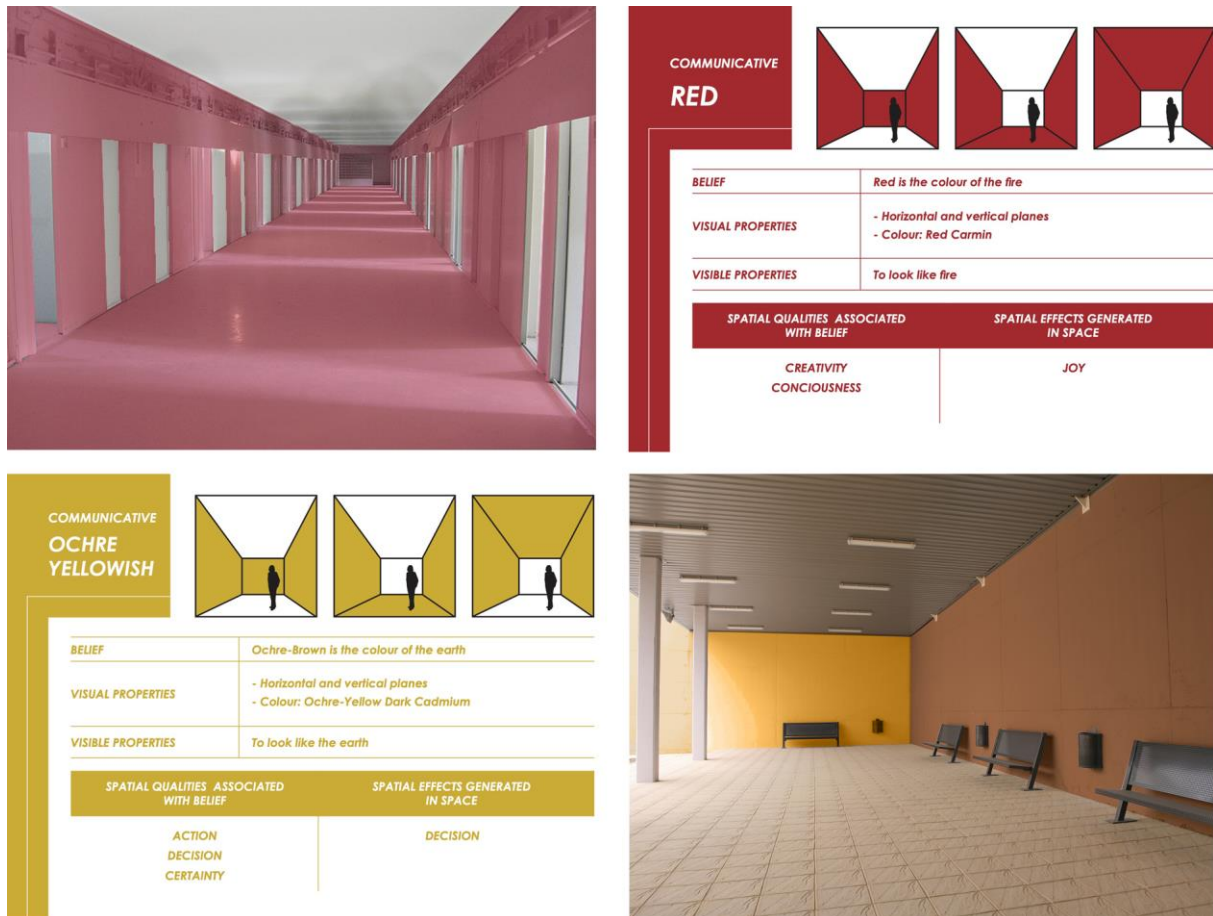 COMMUNICATIVE
RED
BELIEF
Red is the colour of the fire
VISUAL PROPERTIES
- Horizontal and vertical planes
- Colour: Red Carmin
VISIBLE PROPERTIES
To look like fire
SPATIAL QUALITIES ASSOCIATED
WITH BELIEF
SPATIAL EFFECTS GENERATED
IN SPACE
CREATIVITY
CONCIOUSNESS
JOY
COMMUNICATIVE
OCHRE
YELLOWISH
BELIEF
Ochre-Brown is the colour of the earth
VISUAL PROPERTIES
- Horizontal and vertical planes
- Colour: Ochre-Yellow Dark Cadmium
VISIBLE PROPERTIES
To look like the earth
SPATIAL QUALITIES ASSOCIATED
WITH BELIEF
SPATIAL EFFECTS GENERATED
IN SPACE
ACTION
DECISION
CERTAINTY
DECISION